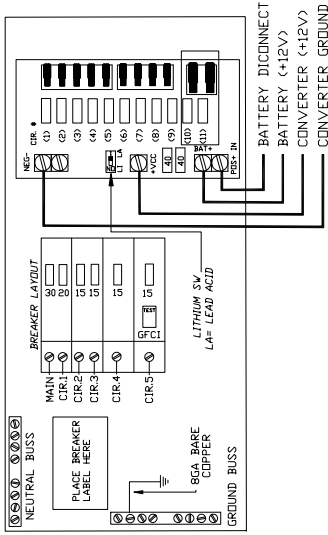 BATTERY DICONNECT
BATTERY (+12V)
CONVERTER (+12V)
CONVERTER GROUND
CIR. #
(1)
(2)
(3)
(4)
(5)
(6)
(7)
(8)
(9)
(10)
(11)
NEG-
LI
LA
+VCC
40
40
BAT+
POS+ IN
BREAKER LAYOUT
30
20
15
15
15
15
TEST
GFCI
MAIN
CIR.1
CIR.2
CIR.3
CIR.4
CIR.5
LITHIUM SW
LA= LEAD ACID
NEUTRAL BUSS
PLACE BREAKER
LABEL HERE
8GA BARE
COPPER
GROUND BUSS